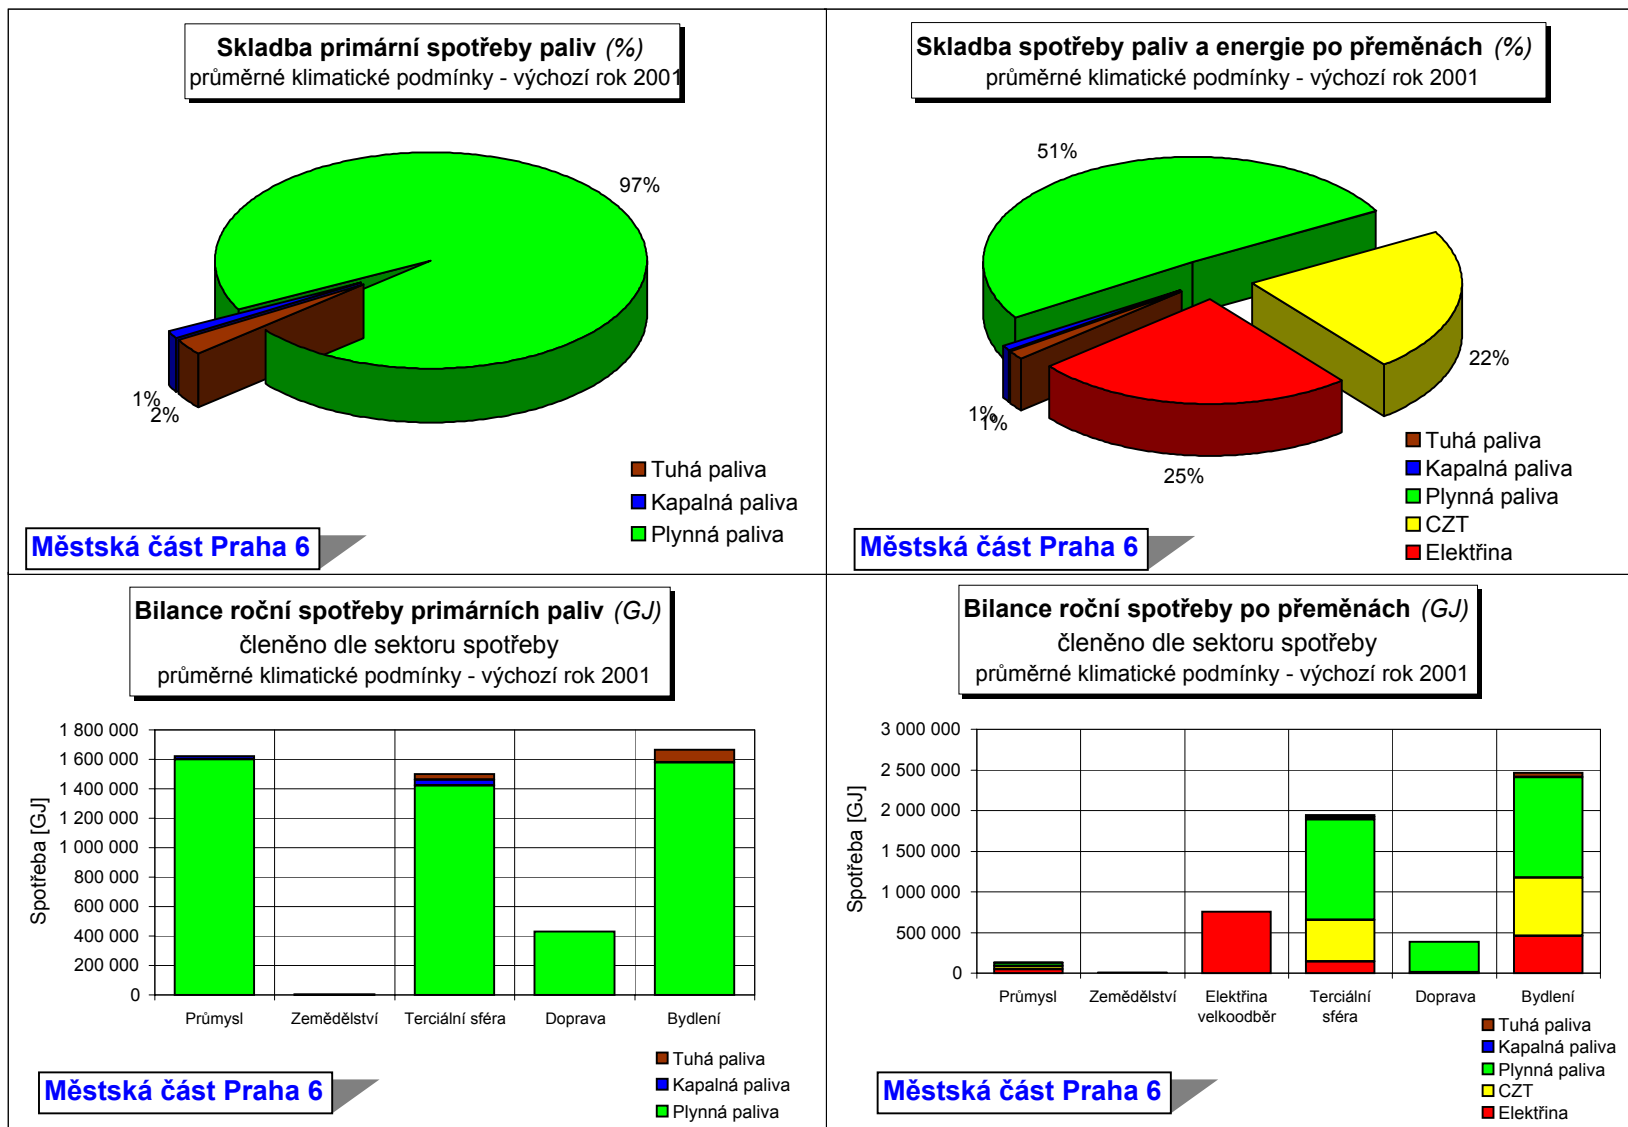 Skladba primární spotřeby paliv (%)
průměrné klimatické podmínky - výchozí rok 2001
97%
1%
2%
Tuhá paliva
Kapalná paliva
Plynná paliva
Městská část Praha 6
Skladba spotřeby paliv a energie po přeměnách (%)
průměrné klimatické podmínky - výchozí rok 2001
51%
22%
1%
1%
25%
Tuhá paliva
Kapalná paliva
Plynná paliva
CZT
Elektřina
Městská část Praha 6
Bilance roční spotřeby primárních paliv (GJ)
členěno dle sektoru spotřeby
průměrné klimatické podmínky - výchozí rok 2001
Spotřeba [GJ]
1 800 000
1 600 000
1 400 000
1 200 000
1 000 000
800 000
600 000
400 000
200 000
0
Průmysl Zemědělství Terciální sféra Doprava Bydlení
Tuhá paliva
Kapalná paliva
Plynná paliva
Městská část Praha 6
Bilance roční spotřeby po přeměnách (GJ)
členěno dle sektoru spotřeby
průměrné klimatické podmínky - výchozí rok 2001
Spotřeba [GJ]
3 000 000
2 500 000
2 000 000
1 500 000
1 000 000
500 000
0
Průmysl Zemědělství Elektřina Terciální Doprava Bydlení
velkoodběr sféra
Tuhá paliva
Kapalná paliva
Plynná paliva
CZT
Elektřina
Městská část Praha 6